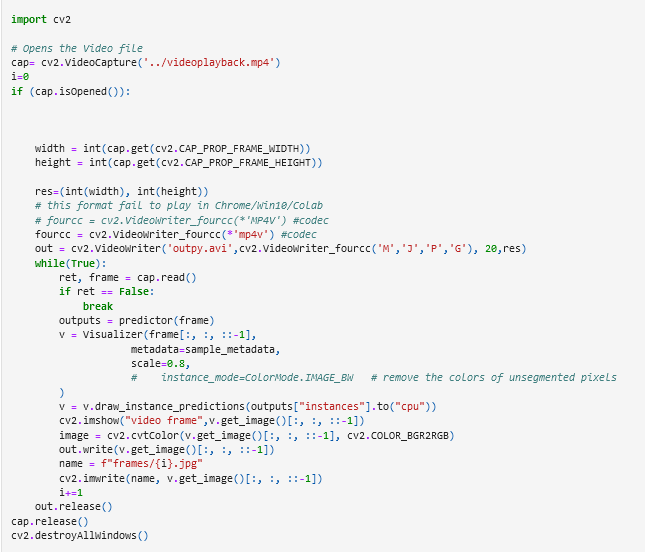 import cv2
# Opens the Video file
cap= cv2.VideoCapture('../videoplayback.mp4')
i=0
if (cap.isOpened()):
width = int(cap.get(cv2.CAP_PROP_FRAME_WIDTH))
height = int(cap.get(cv2.CAP_PROP_FRAME_HEIGHT))
res=(int(width), int(height))
# this format fail to play in Chrome/Win10/Colab
# fourcc = cv2.VideoWriter_fourcc(*'MP4V') #codec
fourcc = cv2.VideoWriter_fourcc(*'mp4v') #codec
out = cv2.VideoWriter('outpy.avi',cv2.VideoWriter_fourcc('M','J','P','G'), 20,res)
while(True):
ret, frame = cap.read()
if ret == False:
break
outputs = predictor(frame)
v = Visualizer(frame[:, :, ::-1],
metadata=sample_metadata,
scale=0.8,
#    instance_mode=ColorMode.IMAGE_BW   # remove the colors of unsegmented pixels
)
v = v.draw_instance_predictions(outputs["instances"].to("cpu"))
cv2.imshow("video frame",v.get_image()[:, :, ::-1])
image = cv2.cvtColor(v.get_image()[:, :, ::-1], cv2.COLOR_BGR2RGB)
out.write(v.get_image()[:, :, ::-1])
name = f"frames/{i}.jpg"
cv2.imwrite(name, v.get_image()[:, :, ::-1])
i+=1
out.release()
cap.release()
cv2.destroyAllWindows()